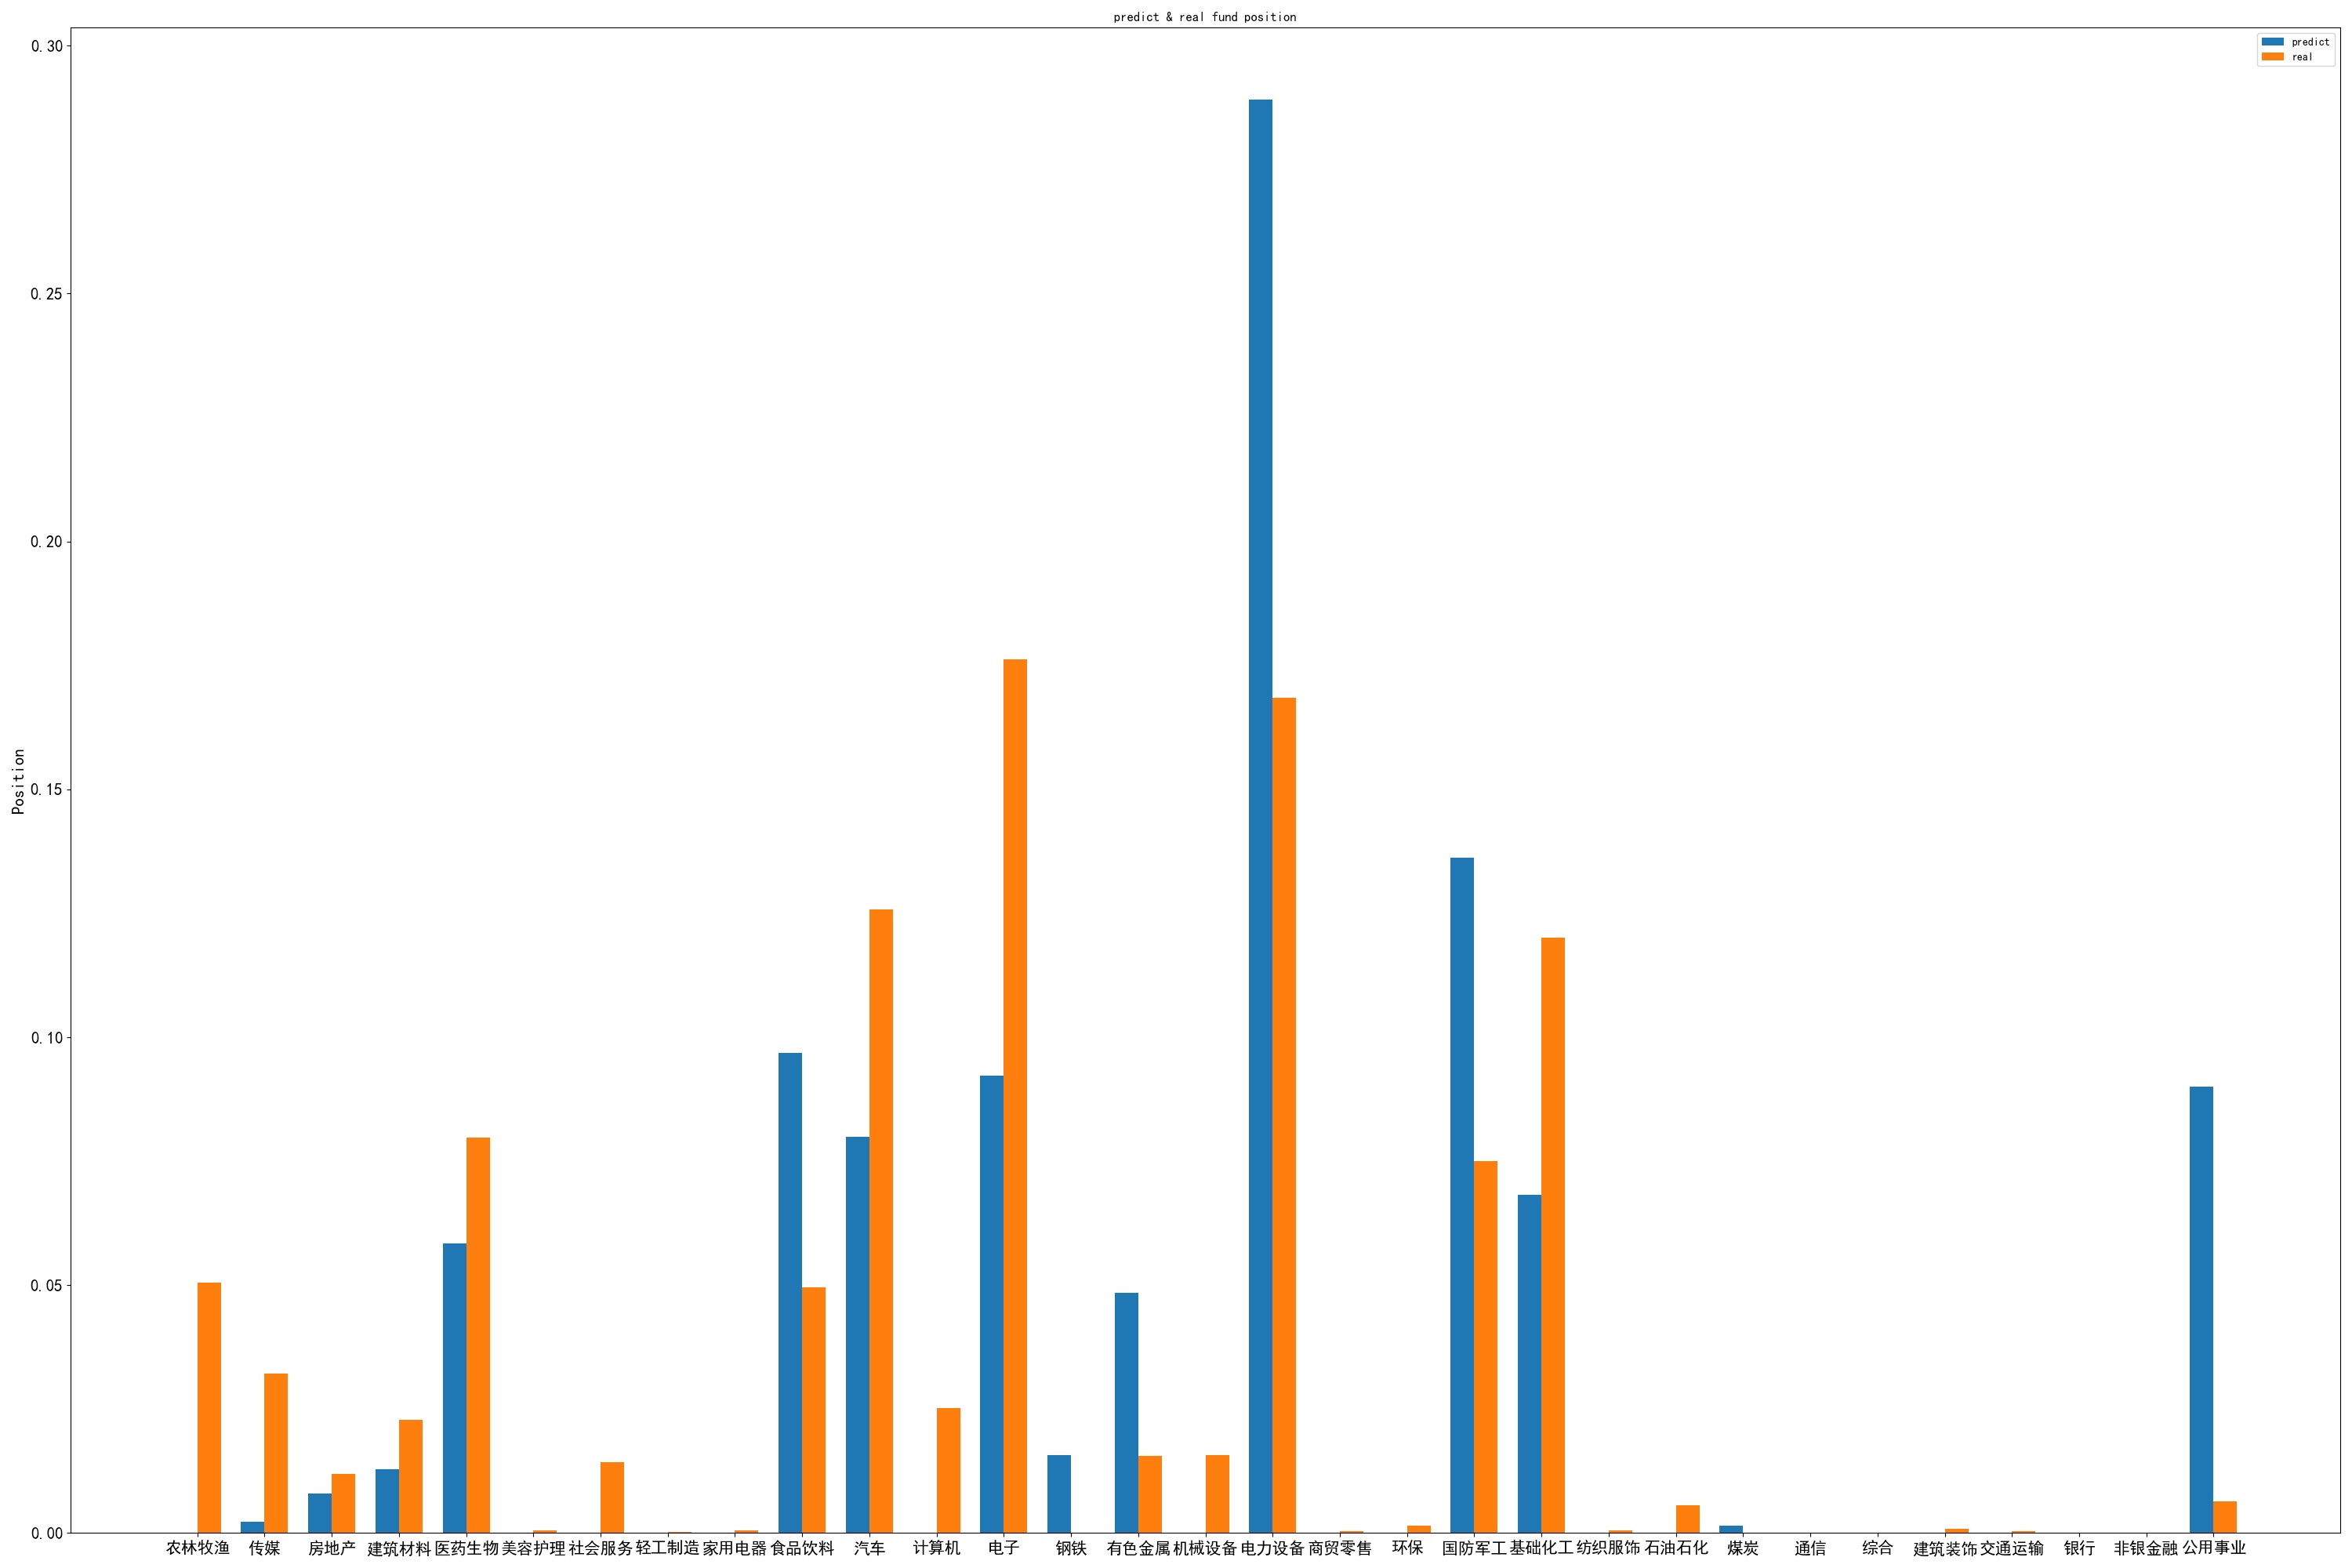 predict & real fund position
predict
real
Position
0.30
0.25
0.20
0.15
0.10
0.05
0.00
农林牧渔 传媒 房地产 建筑材料 医药生物 美容护理 社会服务 轻工制造 家用电器 食品饮料 汽车 计算机 电子 钢铁 有色金属 机械设备 电力设备 商贸零售 环保 国防军工 基础化工 纺织服饰 石油石化 煤炭 通信 综合 建筑装饰 交通运输 银行 非银金融 公用事业